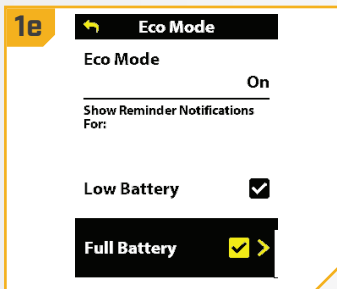 1e
Eco Mode
Eco Mode
On
Show Reminder Notifications
For:
Low Battery
Full Battery